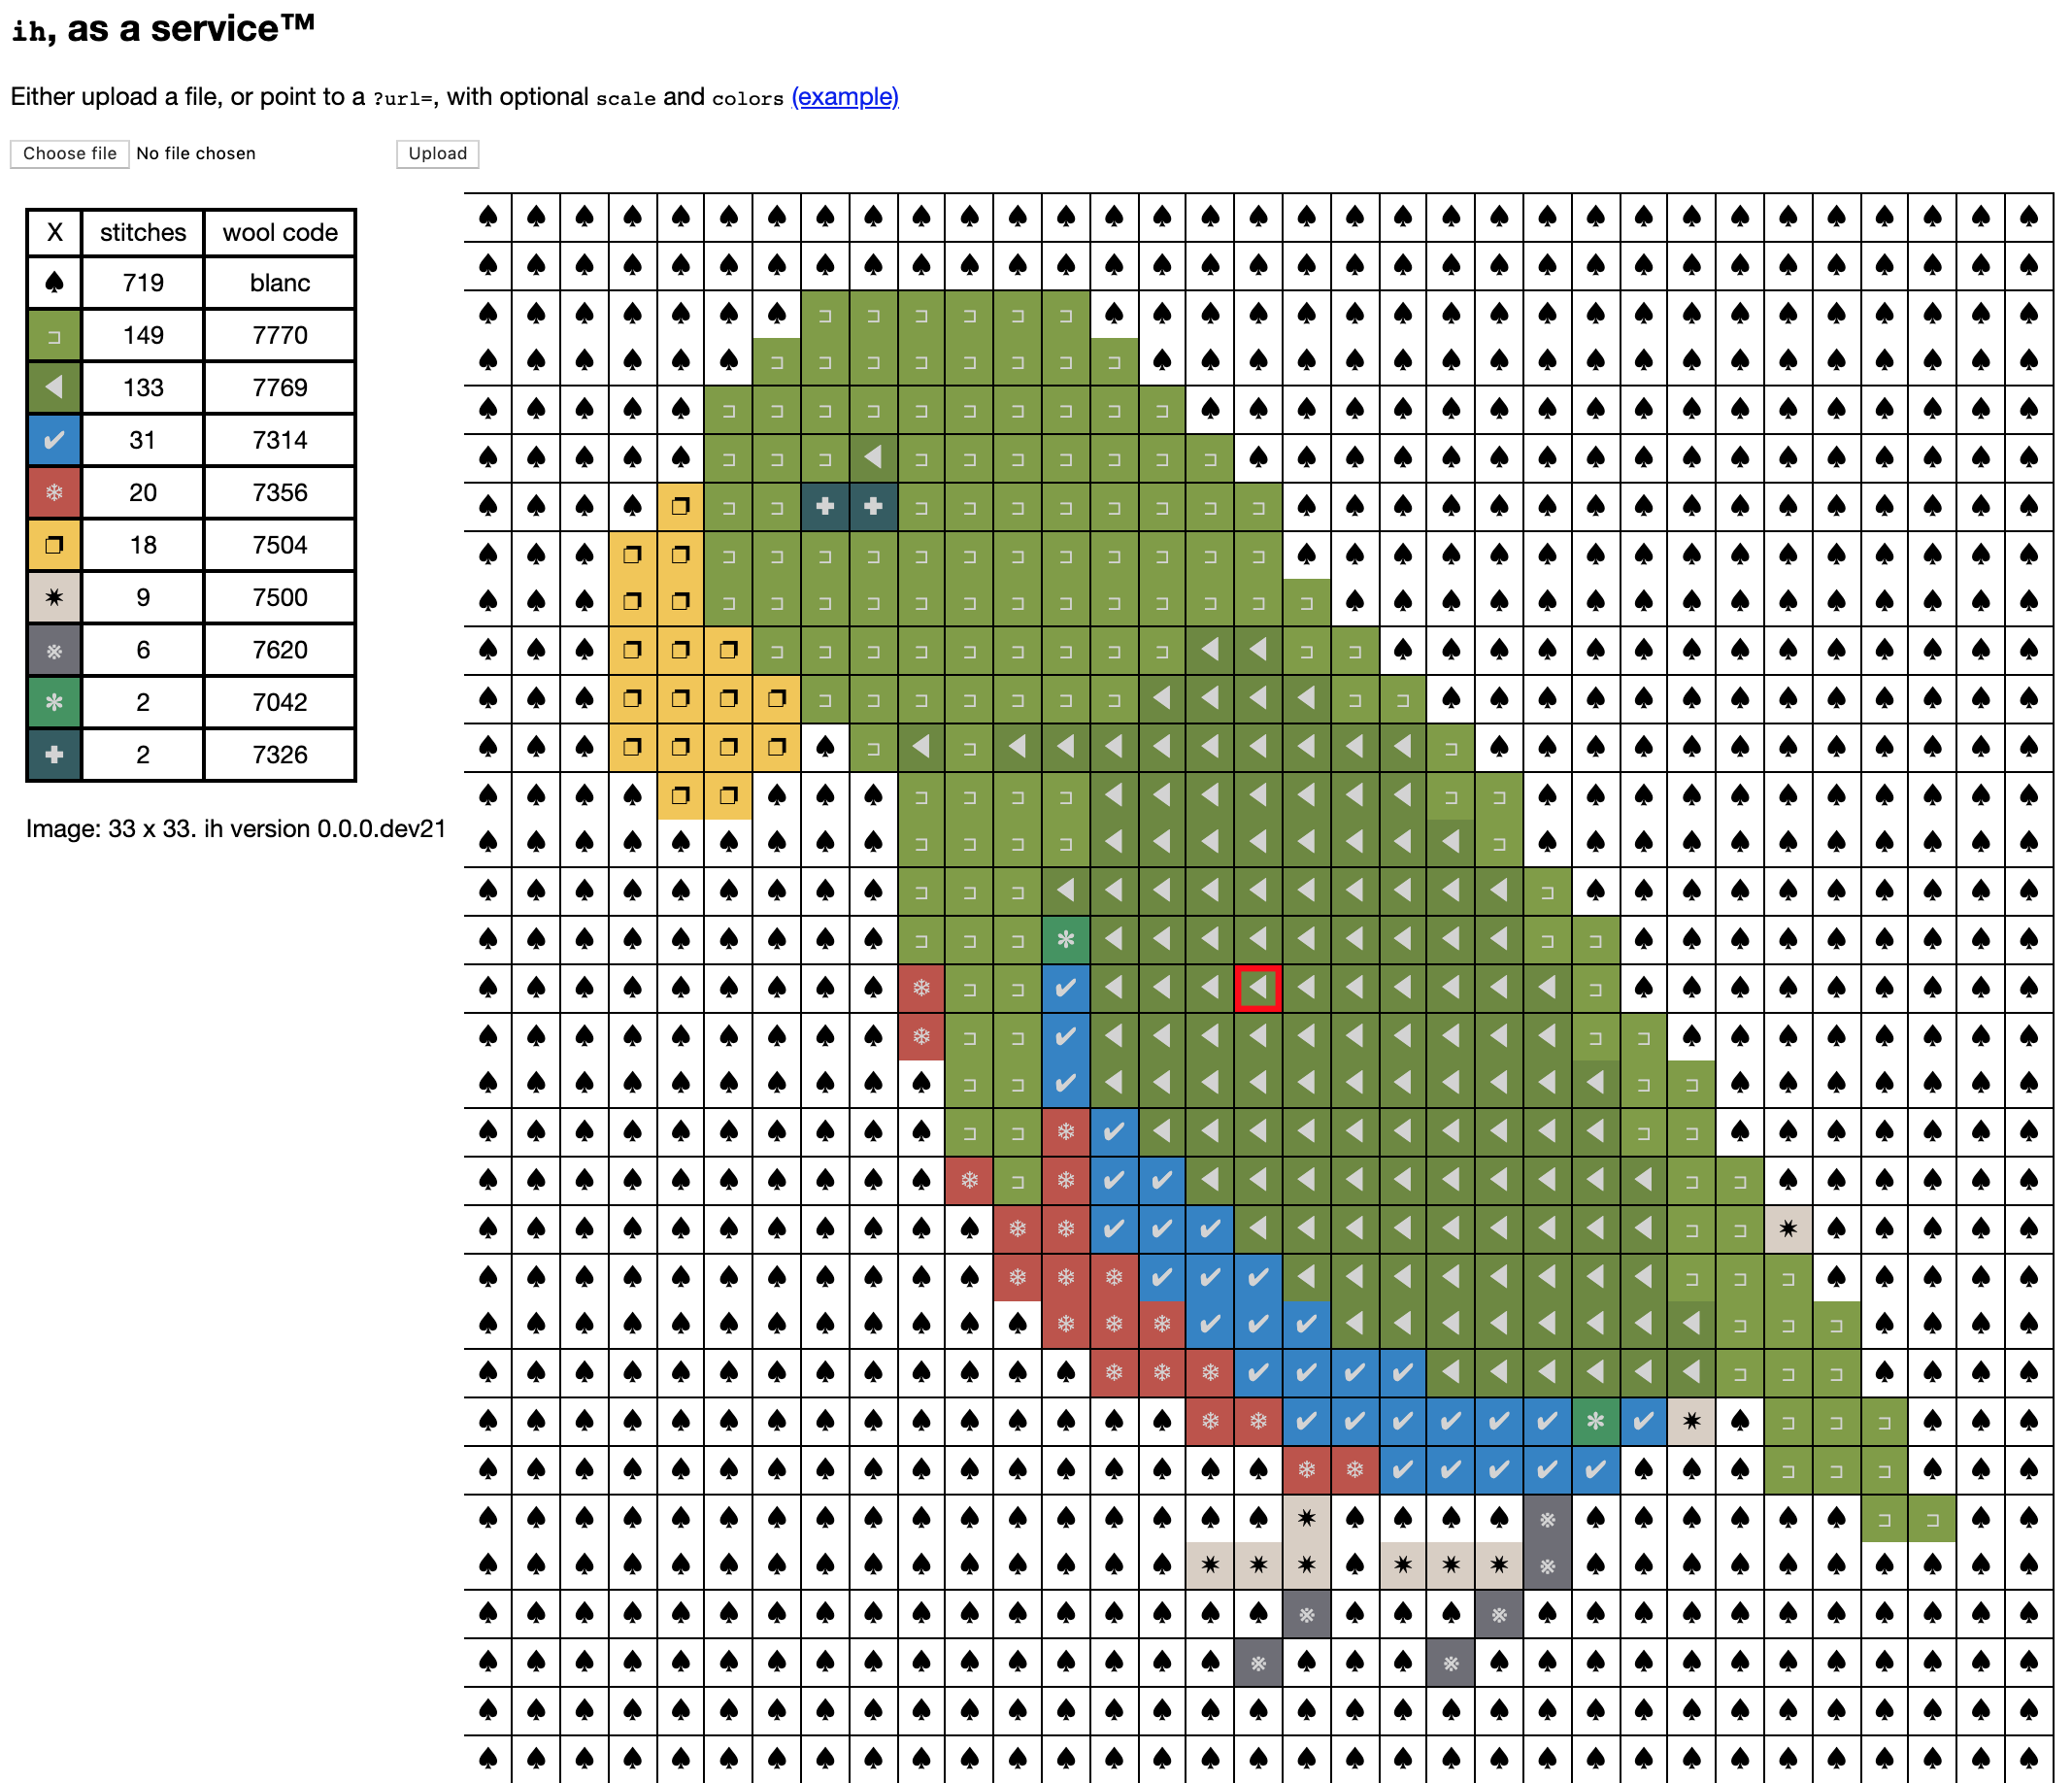 ih, as a service™
Either upload a file, or point to a ?url=, with optional scale and colors (example)
Choose file No file chosen Upload
X stitches wool code
♠ 719 blanc
⊐ 149 7770
◀ 133 7769
✔ 31 7314
❄ 20 7356
❒ 18 7504
✷ 9 7500
※ 6 7620
✻ 2 7042
✚ 2 7326
Image: 33 x 33. ih version 0.0.0.dev21